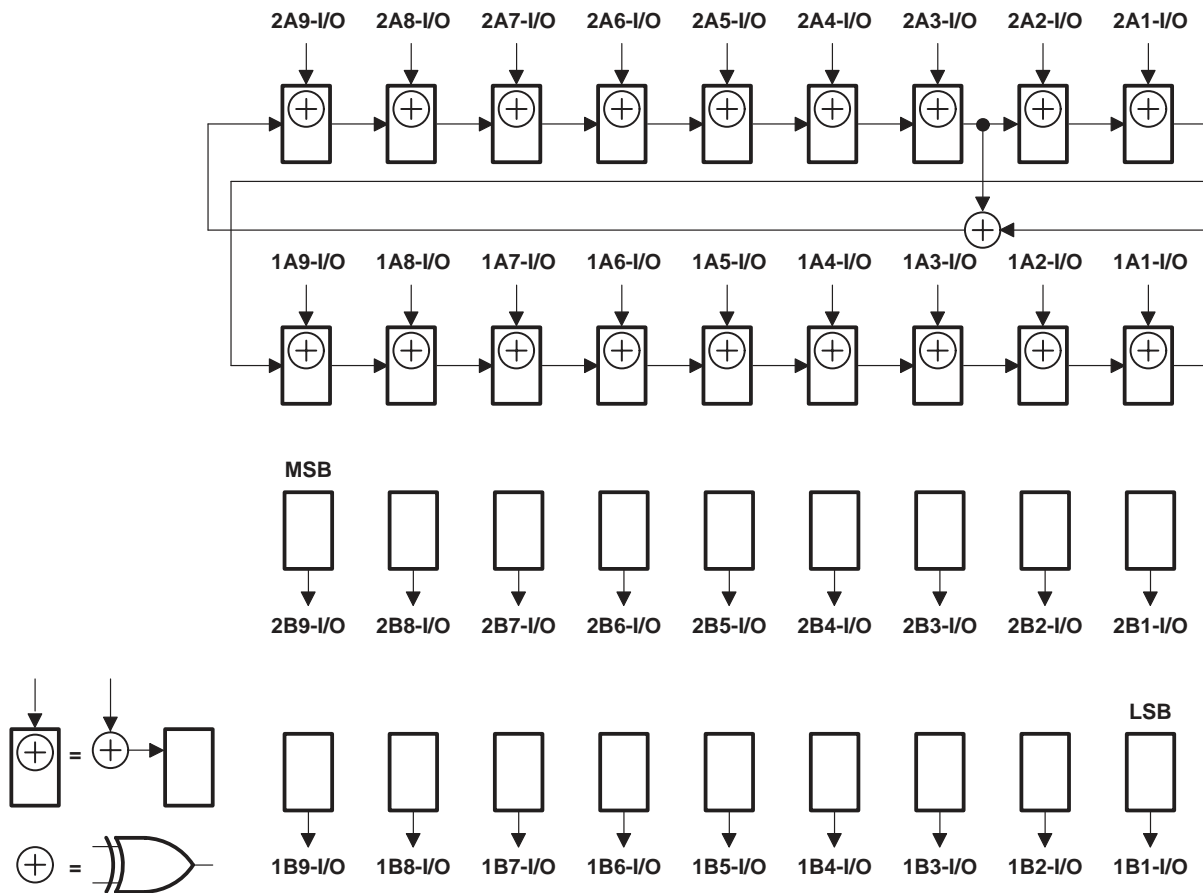 2A9-I/O 2A8-I/O 2A7-I/O 2A6-I/O 2A5-I/O 2A4-I/O 2A3-I/O 2A2-I/O 2A1-I/O
1A9-I/O 1A8-I/O 1A7-I/O 1A6-I/O 1A5-I/O 1A4-I/O 1A3-I/O 1A2-I/O 1A1-I/O
MSB
2B9-I/O 2B8-I/O 2B7-I/O 2B6-I/O 2B5-I/O 2B4-I/O 2B3-I/O 2B2-I/O 2B1-I/O
LSB
=
=
1B9-I/O 1B8-I/O 1B7-I/O 1B6-I/O 1B5-I/O 1B4-I/O 1B3-I/O 1B2-I/O 1B1-I/O